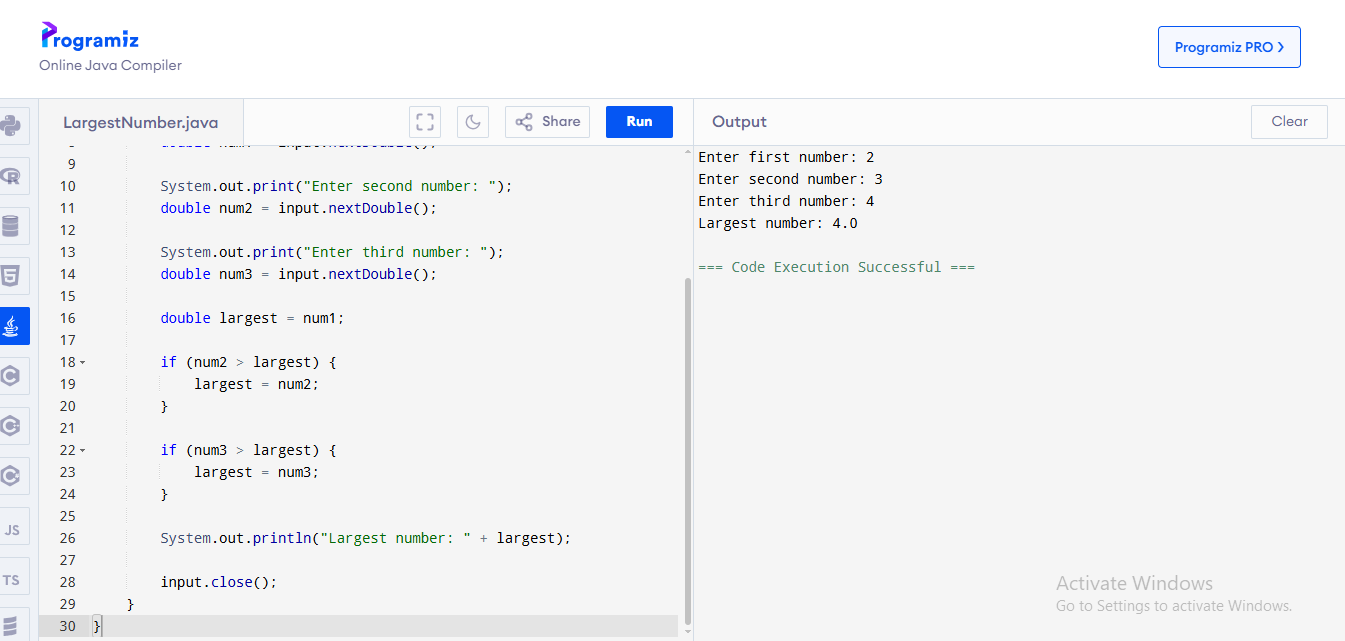 Programiz
Online Java Compiler
Programiz PRO ❯
LargestNumber.java
Share
Run
Output
Clear
9
10 System.out.print("Enter second number: ");
11 double num2 = input.nextDouble();
12
13 System.out.print("Enter third number: ");
14 double num3 = input.nextDouble();
15
16 double largest = num1;
17
18 if (num2 > largest) {
19 largest = num2;
20 }
21
22 if (num3 > largest) {
23 largest = num3;
24 }
25
26 System.out.println("Largest number: " + largest);
27
28 input.close();
29 }
30 }
Enter first number: 2
Enter second number: 3
Enter third number: 4
Largest number: 4.0
=== Code Execution Successful ===
JS
TS
Activate Windows
Go to Settings to activate Windows.